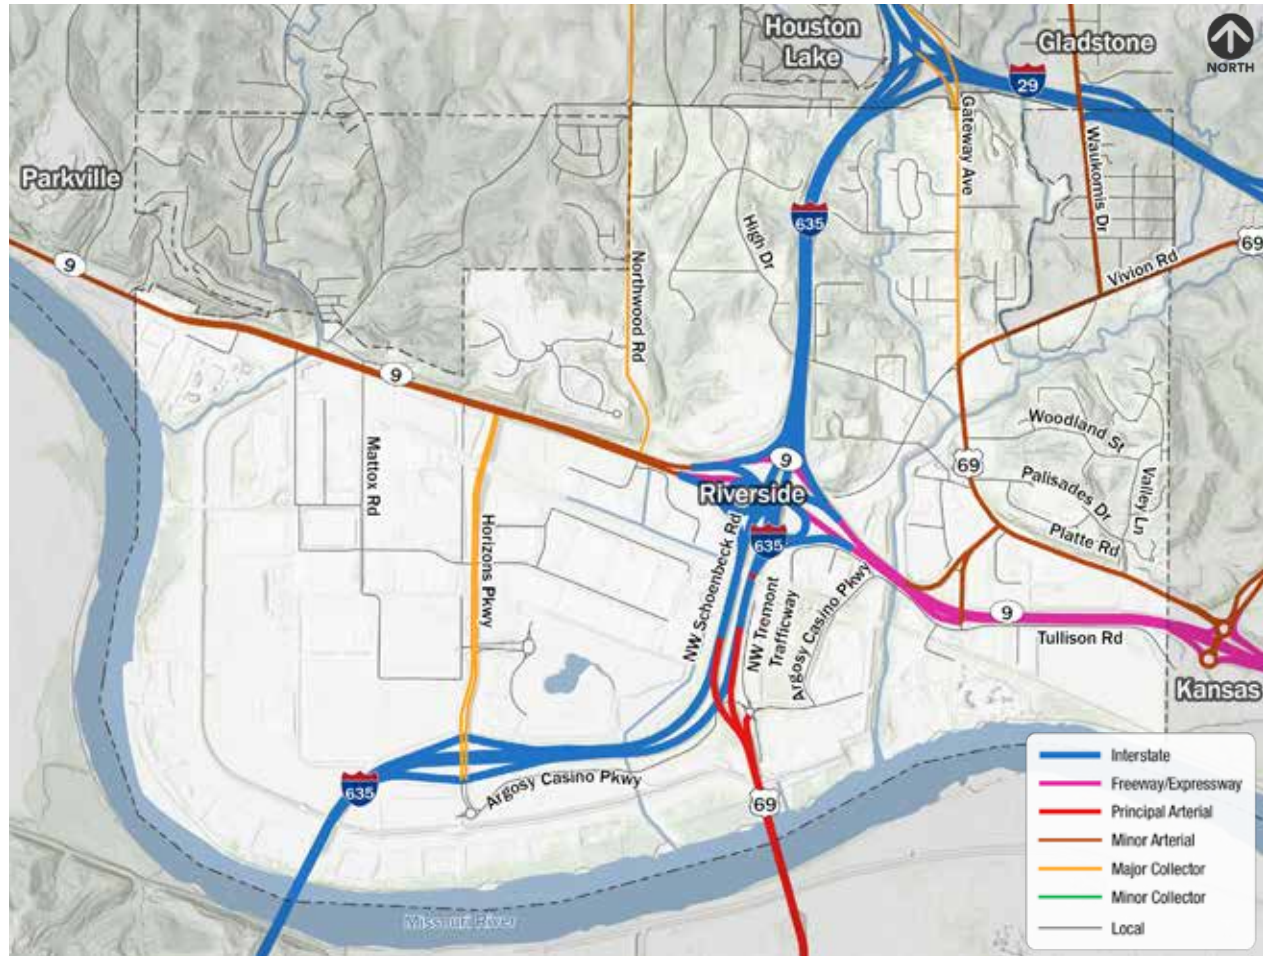 Houston
Lake
Gladstone
NORTH
29
Parkville
Gateway Ave
Waukomis Dr
635
High Dr
69
9
Vivion Rd
Northwood Rd
9
Woodland St
Mattox Rd
9
69
Riverside
Palisades Dr
Valley Ln
Horizons Pkwy
NW Schoenbeck Rd
635
Platte Rd
NW Tremont
Trafficway
Argosy Casino Pkwy
9
Tullison Rd
Kansas
635
Argosy Casino Pkwy
69
Missouri River
Interstate
Freeway/Expressway
Principal Arterial
Minor Arterial
Major Collector
Minor Collector
Local